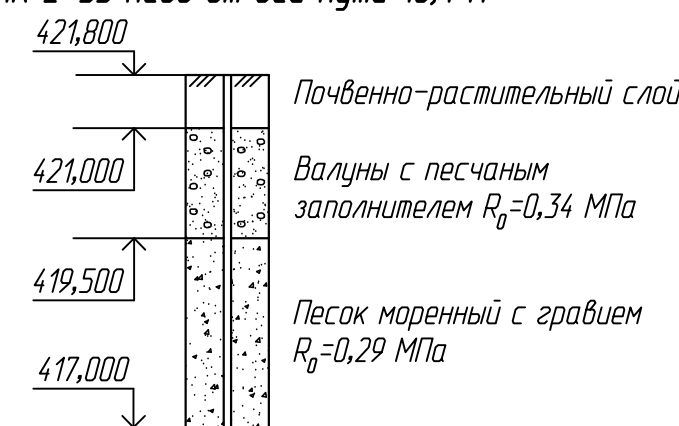 421,800
Почвенно-растительный слой
421,000
Валуны с песчаным
заполнителем R₀=0,34 МПа
419,500
Песок моренный с гравием
R₀=0,29 МПа
417,000